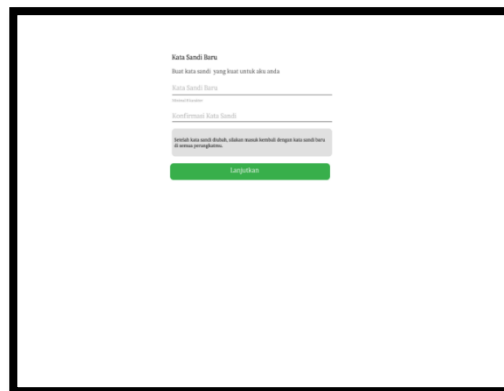 Kata Sandi Baru
Buat kata sandi yang kuat untuk aku anda
Kata Sandi Baru
Konfirmasi Kata Sandi
Setelah kata sandi diubah, silakan masuk kembali dengan kata sandi baru
di semua perangkatmu.
Lanjutkan